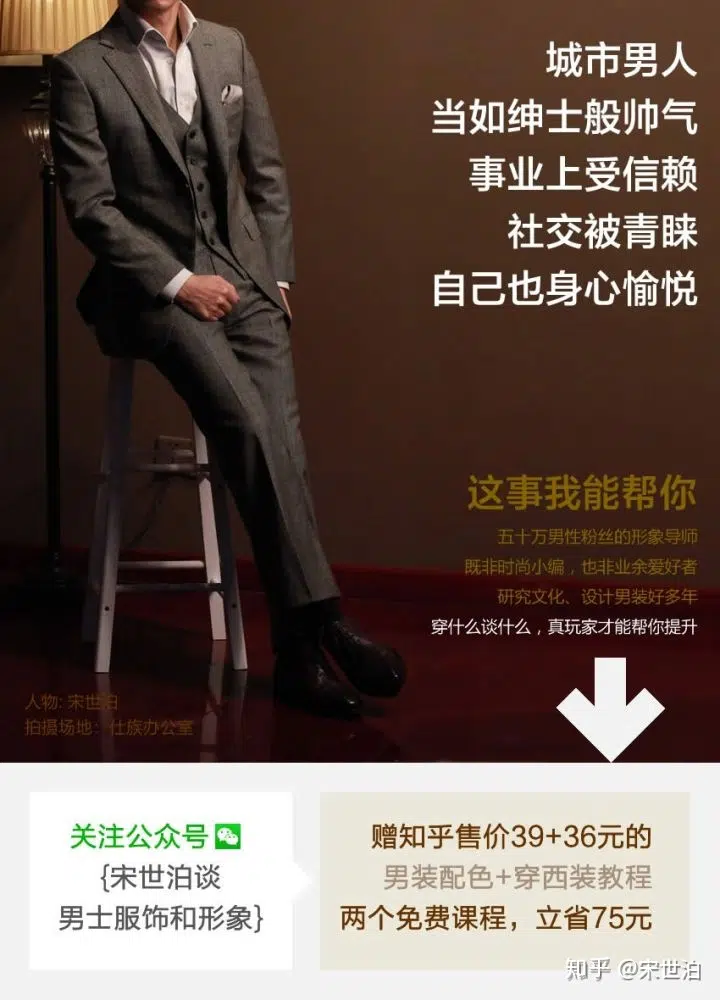 城市男人
当如绅士般帅气
事业上受信赖
社交被青睐
自己也身心愉悦
这事我能帮你
五十万男性粉丝的形象导师
既非时尚小编，也非业余爱好者
研究文化、设计男装好多年
穿什么谈什么，真玩家才能帮你提升
人物: 宋世泊
拍摄场地：仕族办公室
关注公众号
{宋世泊谈
男士服饰和形象}
赠知乎售价39+36元的
男装配色+穿西装教程
两个免费课程，立省75元
知乎 @宋世泊